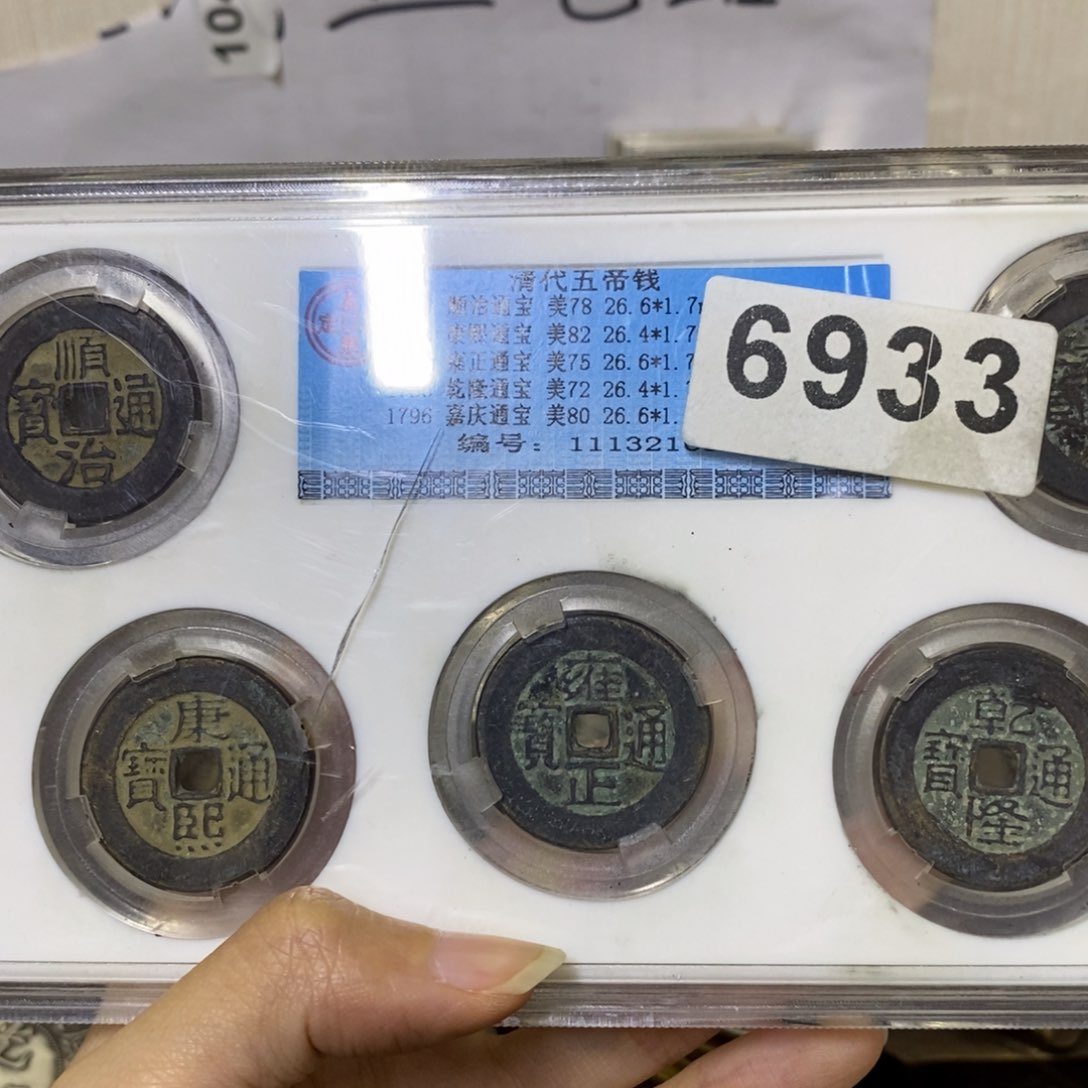 10
清代五帝钱
顺治通宝 美78 26.6*1.7
康熙通宝 美82 26.4*1.7
雍正通宝 美75 26.6*1.7
乾隆通宝 美72 26.4*1.
1796 嘉庆通宝 美80 26.6*1.
编号: 111321
6933
順治通寶
康熙通寶
雍正通寶
乾隆通寶